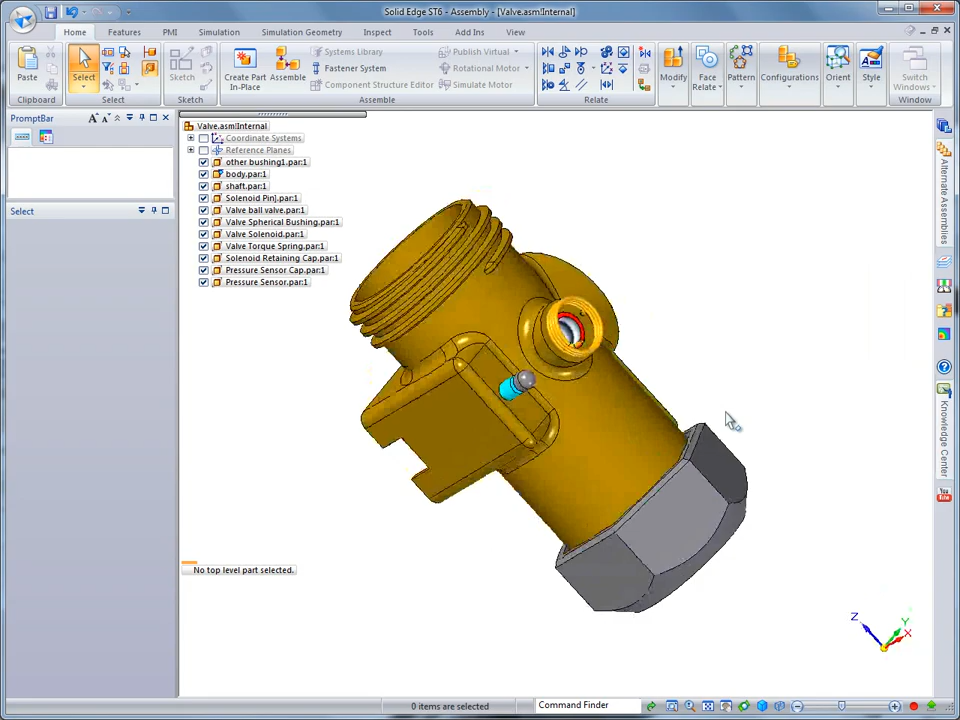 Solid Edge ST6 - Assembly - [Valve.asm!Internal]
Home
Features
PMI
Simulation
Simulation Geometry
Inspect
Tools
Add Ins
View
Paste
Clipboard
Select
Select
Sketch
Sketch
Create Part
In-Place
Assemble
Systems Library
Fastener System
Component Structure Editor
Publish Virtual
Rotational Motor
Simulate Motor
Assemble
Relate
Modify
Face
Relate
Pattern
Configurations
Orient
Style
Switch
Windows
Window
PromptBar
Select
Valve.asm!Internal
Coordinate Systems
Reference Planes
other bushing1.par:1
body.par:1
shaft.par:1
Solenoid Pin].par:1
Valve ball valve.par:1
Valve Spherical Bushing.par:1
Valve Solenoid.par:1
Valve Torque Spring.par:1
Solenoid Retaining Cap.par:1
Pressure Sensor Cap.par:1
Pressure Sensor.par:1
No top level part selected.
Alternate Assemblies
Knowledge Center
You
Tube
Z
Y
X
0 items are selected
Command Finder